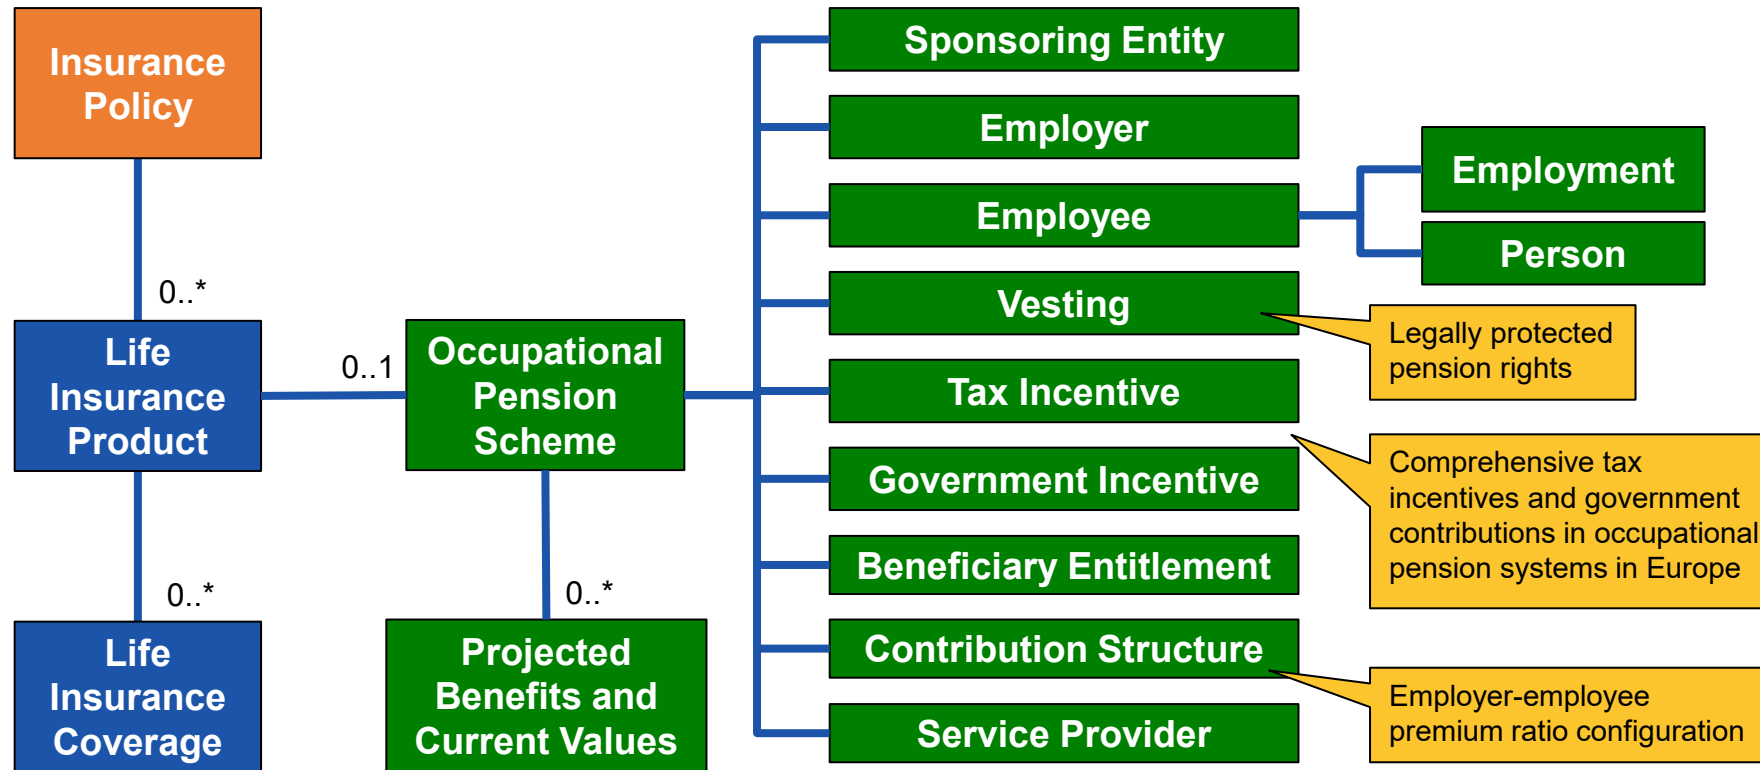 Insurance
Policy
0..*
Life
Insurance
Product
0..*
Life
Insurance
Coverage
0..1
Occupational
Pension
Scheme
0..*
Projected
Benefits and
Current Values
Sponsoring Entity
Employer
Employee
Employment
Person
Vesting
Legally protected
pension rights
Tax Incentive
Government Incentive
Comprehensive tax
incentives and government
contributions in occupational
pension systems in Europe
Beneficiary Entitlement
Contribution Structure
Employer-employee
premium ratio configuration
Service Provider